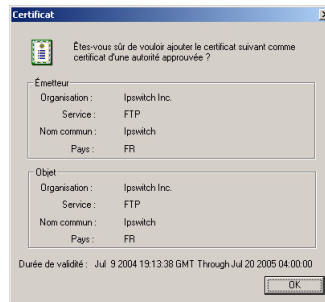 Certificat
Êtes-vous sûr de vouloir ajouter le certificat suivant comme
certificat d'une autorité approuvée ?
Émetteur
Organisation : Ipswitch Inc.
Service : FTP
Nom commun : Ipswitch
Pays : FR
Objet
Organisation : Ipswitch Inc.
Service : FTP
Nom commun : Ipswitch
Pays : FR
Durée de validité : Jul 9 2004 19:13:38 GMT Through Jul 20 2005 04:00:00
OK